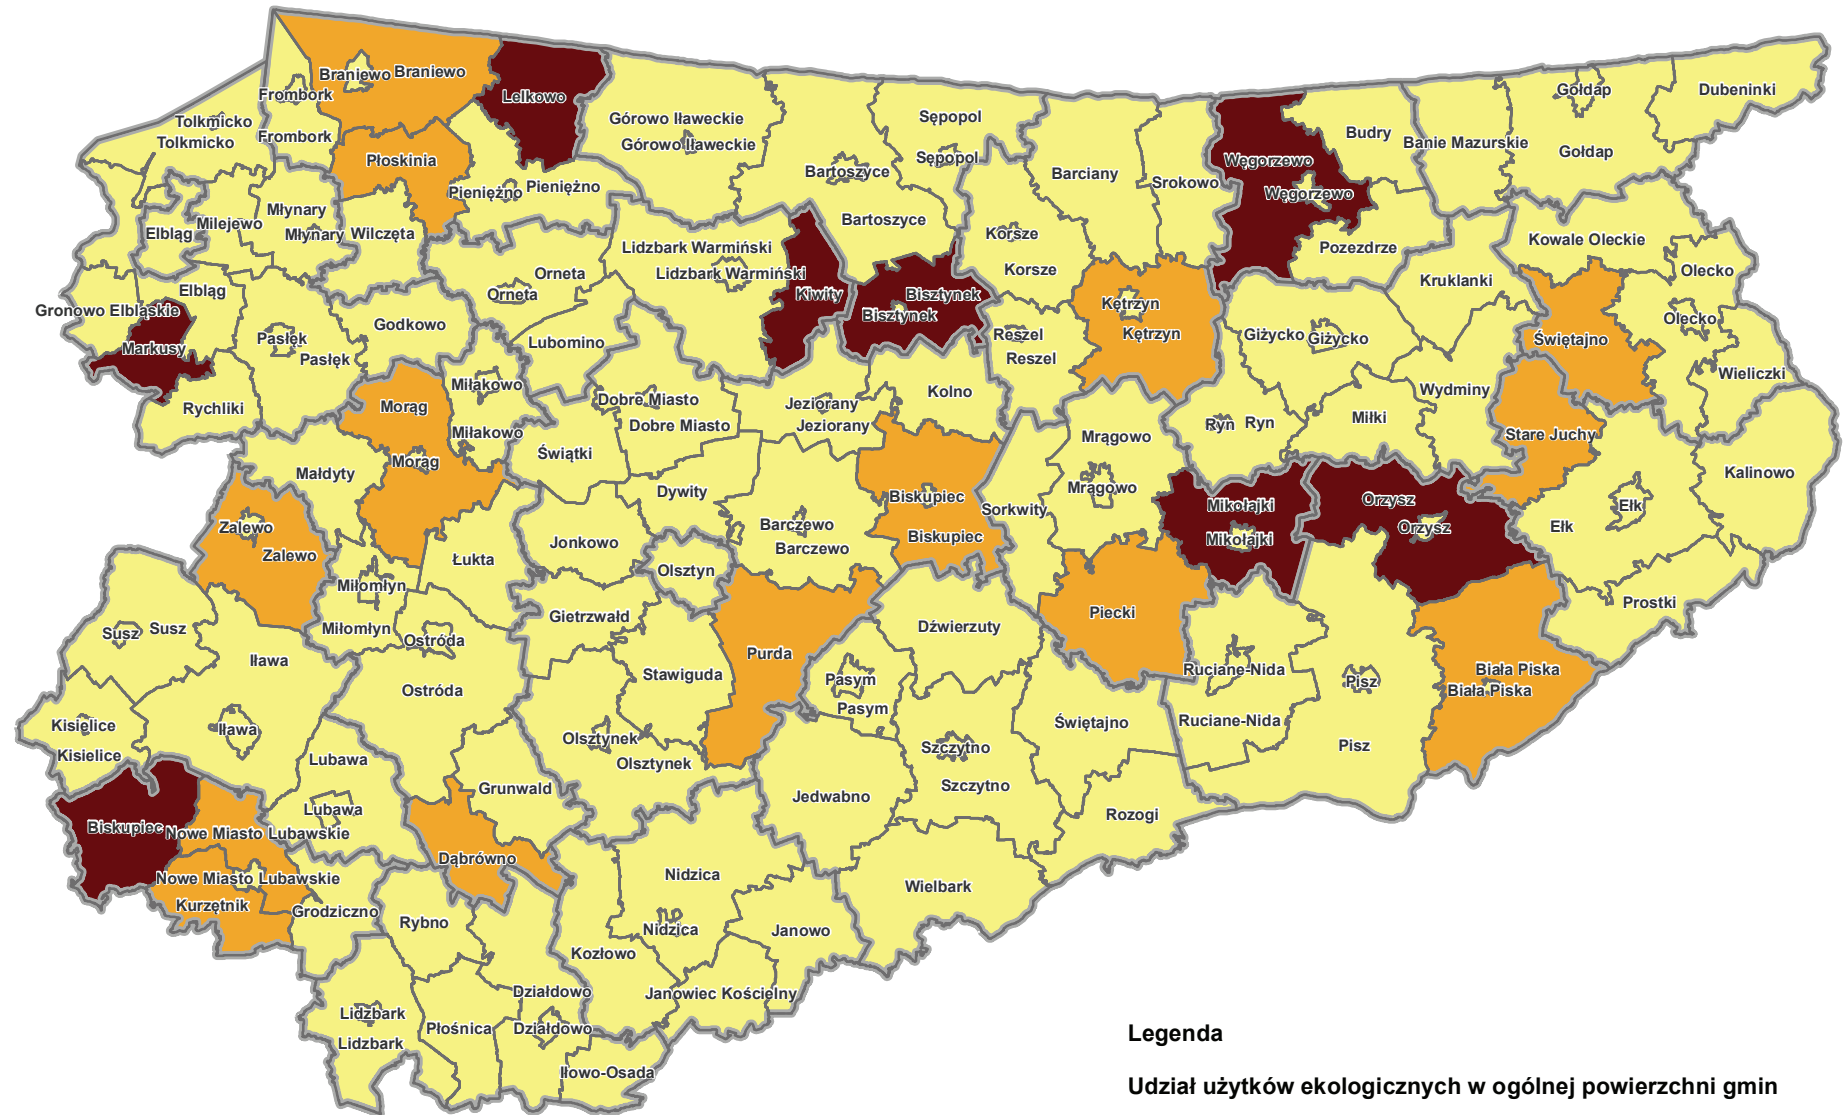 Braniewo
Braniewo
Lelkowo
Frombork
Frombork
Tolkmicko
Tolkmicko
Górowo Iławeckie
Górowo Iławeckie
Sępopol
Sępopol
Gołdap
Dubeninki
Budry
Banie Mazurskie
Gołdap
Płoskinia
Pieniężno
Pieniężno
Bartoszyce
Bartoszyce
Barciany
Srokowo
Węgorzewo
Węgorzewo
Młynary
Młynary
Milejewo
Elbląg
Wilczęta
Lidzbark Warmiński
Lidzbark Warmiński
Korsze
Korsze
Pozezdrze
Kowale Oleckie
Olecko
Olecko
Kruklanki
Orneta
Orneta
Kiwity
Bisztynek
Bisztynek
Elbląg
Gronowo Elbląskie
Markusy
Pasłęk
Pasłęk
Godkowo
Lubomino
Reszel
Reszel
Kętrzyn
Kętrzyn
Giżycko
Giżycko
Świętajno
Wieliczki
Wydminy
Miłakowo
Miłakowo
Dobre Miasto
Dobre Miasto
Jeziorany
Jeziorany
Kolno
Rychliki
Morąg
Morąg
Świątki
Mrągowo
Mrągowo
Ryn
Ryn
Miłki
Stare Juchy
Kalinowo
Małdyty
Dywity
Biskupiec
Biskupiec
Sorkwity
Mikołajki
Mikołajki
Orzysz
Orzysz
Ełk
Ełk
Zalewo
Zalewo
Barczewo
Barczewo
Jonkowo
Łukta
Olsztyn
Miłomłyn
Miłomłyn
Gietrzwałd
Piecki
Prostki
Susz
Susz
Iława
Iława
Ostróda
Ostróda
Dźwierzuty
Purda
Stawiguda
Pasym
Pasym
Ruciane-Nida
Ruciane-Nida
Pisz
Pisz
Biała Piska
Biała Piska
Kisielice
Kisielice
Świętajno
Olsztynek
Olsztynek
Szczytno
Szczytno
Lubawa
Lubawa
Grunwald
Jedwabno
Rozogi
Biskupiec
Nowe Miasto Lubawskie
Nowe Miasto Lubawskie
Dąbrówno
Kurzętnik
Grodziczno
Rybno
Nidzica
Nidzica
Wielbark
Janowo
Kozłowo
Janowiec Kościelny
Działdowo
Działdowo
Lidzbark
Lidzbark
Płośnica
Iłowo-Osada
Legenda
Udział użytków ekologicznych w ogólnej powierzchni gmin